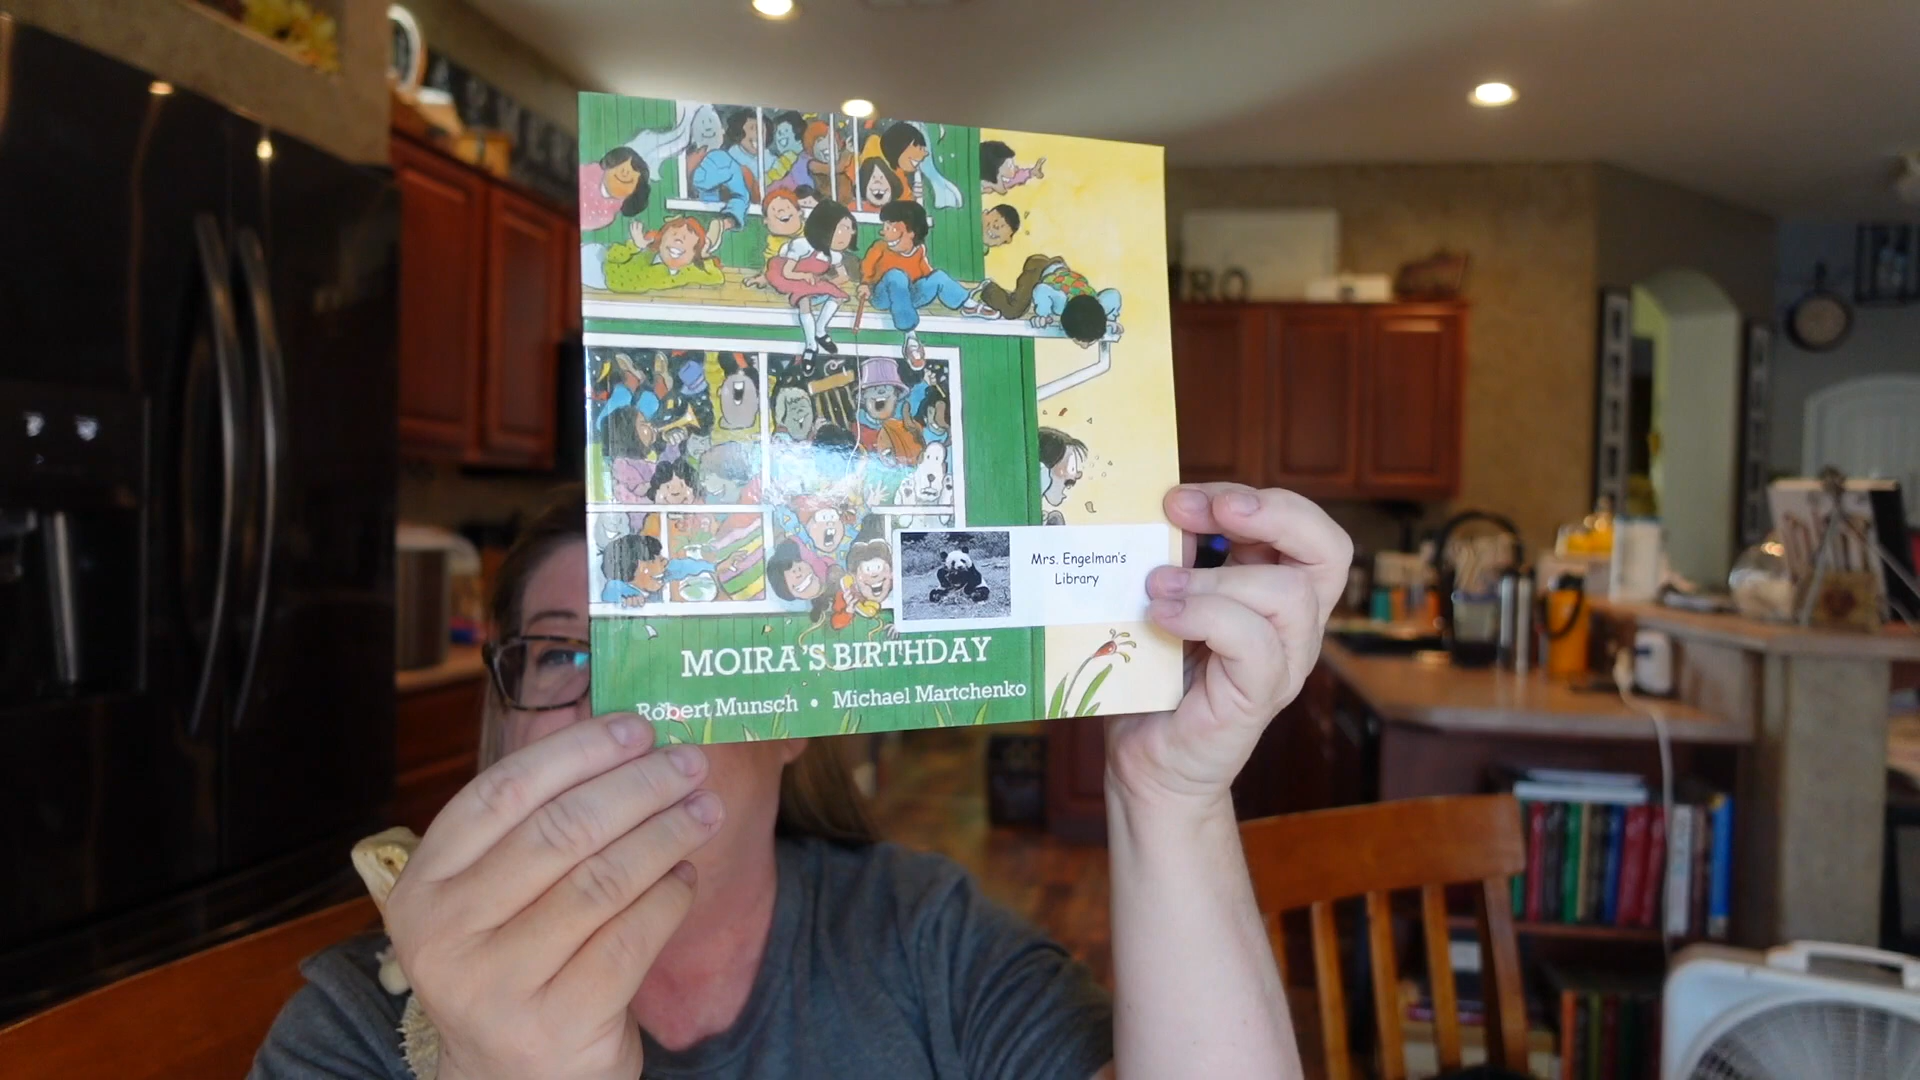 Mrs. Engelman's
Library
MOIRA'S BIRTHDAY
Robert Munsch • Michael Martchenko